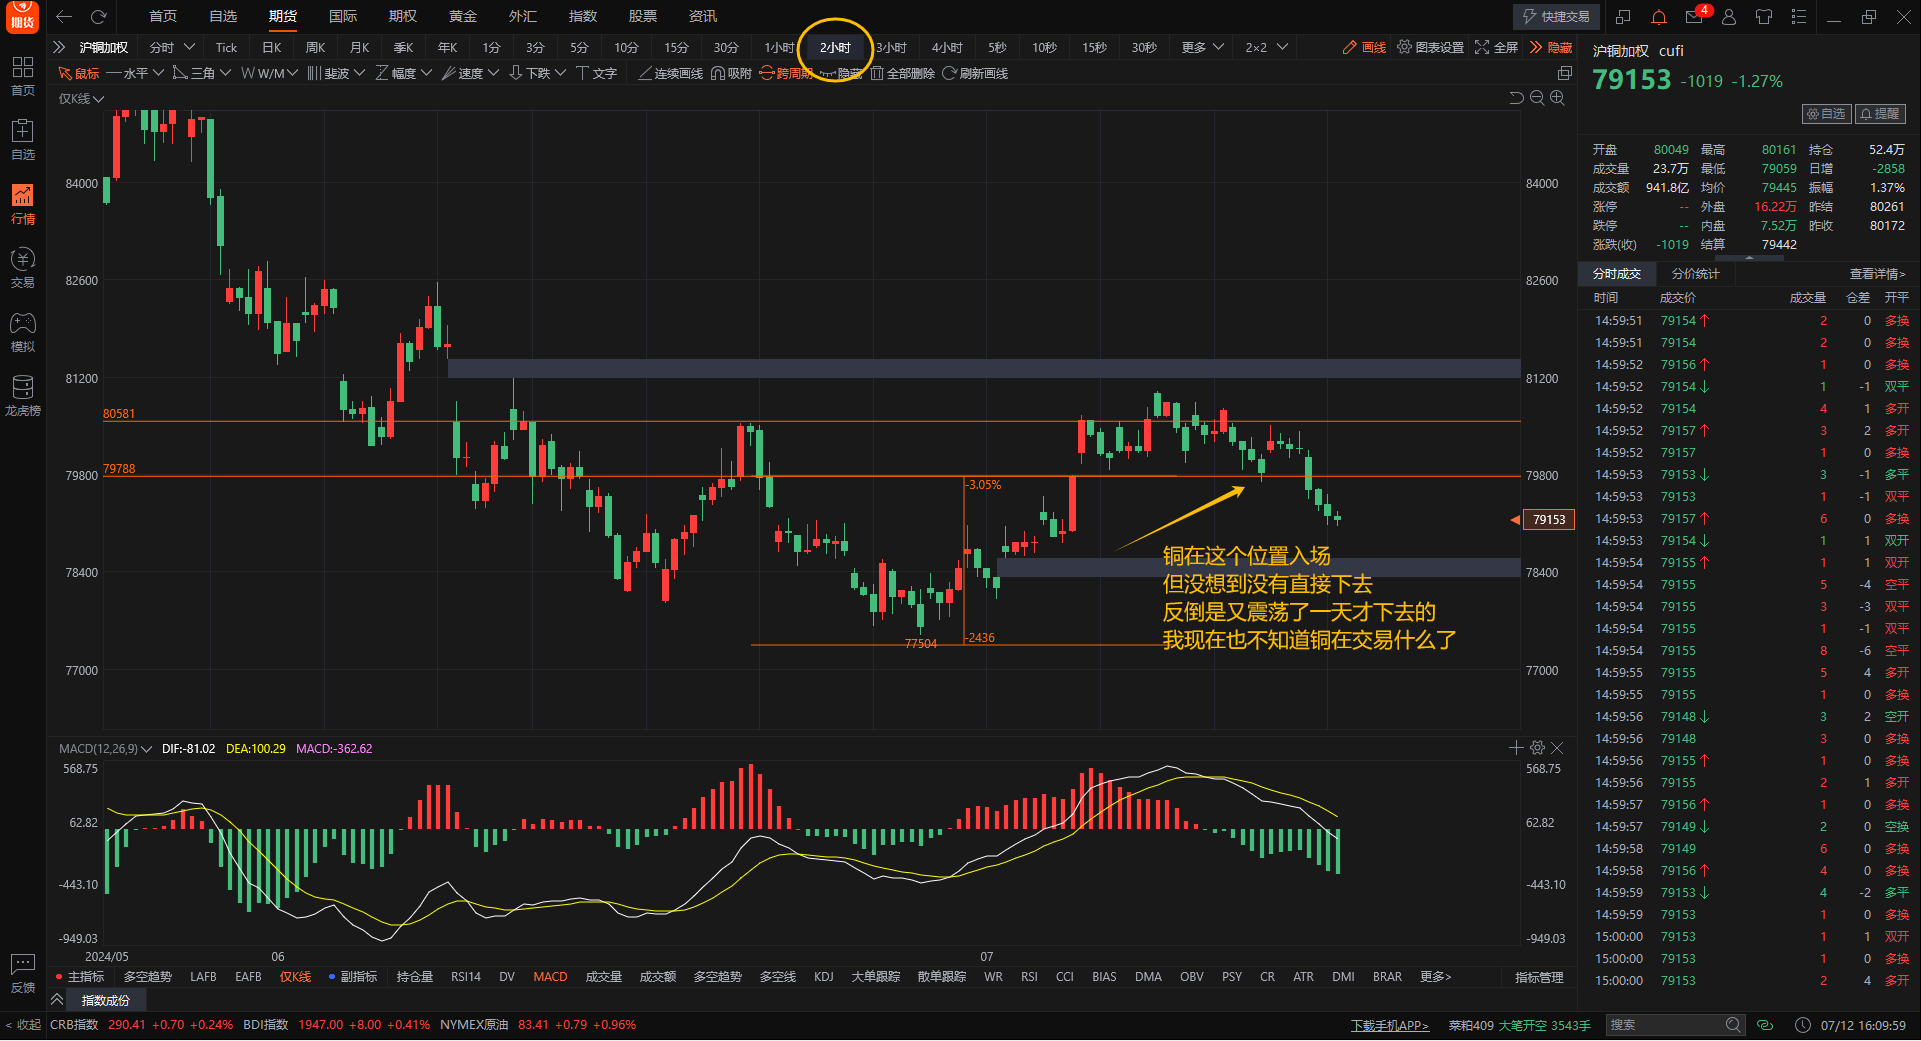 期货
首页 自选 期货 国际 期权 黄金 外汇 指数 股票 资讯
快捷交易 4
沪铜加权 分时 Tick 日K 周K 月K 季K 年K 1分 3分 5分 10分 15分 30分 1小时 2小时 3小时 4小时 5秒 10秒 15秒 30秒 更多 2×2 画线 图表设置 全屏 隐藏
鼠标 水平 三角 W/M 斐波 幅度 速度 下跌 文字 连续画线 吸附 跨周期 隐藏 全部删除 刷新画线
仅K线
首页
自选
行情
交易
模拟
龙虎榜
反馈
84000 84000
82600 82600
81200 81200
80581
79788
79800 79800
-3.05%
79153
铜在这个位置入场
但没想到没有直接下去
反倒是又震荡了一天才下去的
我现在也不知道铜在交易什么了
78400 78400
77504 -2436
77000 77000
MACD(12,26,9) DIF:-81.02 DEA:100.29 MACD:-362.62
568.75 568.75
62.82 62.82
-443.10 -443.10
-949.03 -949.03
2024/05 06 07
主指标 多空趋势 LAFB EAFB 仅K线 副指标 持仓量 RSI14 DV MACD 成交量 成交额 多空趋势 多空线 KDJ 大单跟踪 散单跟踪 WR RSI CCI BIAS DMA OBV PSY CR ATR DMI BRAR 更多> 指标管理
指数成份
沪铜加权 cufi
79153 -1019 -1.27%
自选 提醒
开盘 80049 最高 80161 持仓 52.4万
成交量 23.7万 最低 79059 日增 -2858
成交额 941.8亿 均价 79445 振幅 1.37%
涨停 -- 外盘 16.22万 昨结 80261
跌停 -- 内盘 7.52万 昨收 80172
涨跌(收) -1019 结算 79442
分时成交 分价统计 查看详情>
时间 成交价 成交量 仓差 开平
14:59:51 79154↑ 2 0 多换
14:59:51 79154 2 0 多换
14:59:52 79156↑ 1 0 多换
14:59:52 79154↓ 1 -1 双平
14:59:52 79154 4 1 多开
14:59:52 79157↑ 3 2 多开
14:59:52 79157 1 0 多换
14:59:53 79153↓ 3 -1 多平
14:59:53 79153 1 -1 双平
14:59:53 79157↑ 6 0 多换
14:59:53 79154↓ 1 1 双开
14:59:54 79155↑ 1 1 双开
14:59:54 79155 5 -4 空平
14:59:54 79155 3 -3 双平
14:59:54 79155 1 -1 双平
14:59:54 79155 8 -6 空平
14:59:55 79155 5 4 多开
14:59:55 79155 1 0 多换
14:59:56 79148↓ 3 2 空开
14:59:56 79148 3 0 多换
14:59:56 79155↑ 1 0 多换
14:59:56 79155 2 1 多开
14:59:57 79156↑ 1 0 多换
14:59:57 79149↓ 2 0 空换
14:59:58 79149 6 0 多换
14:59:58 79156↑ 4 0 多换
14:59:59 79153↓ 4 -2 多平
14:59:59 79153 1 0 多换
15:00:00 79153 1 1 双开
15:00:00 79153 1 0 多换
15:00:00 79153 2 4 多开
< 收起 CRB指数 290.41 +0.70 +0.24% BDI指数 1947.00 +8.00 +0.41% NYMEX原油 83.41 +0.79 +0.96% 下载手机APP> 菜粕409 大笔开空 3543手 搜索 07/12 16:09:59